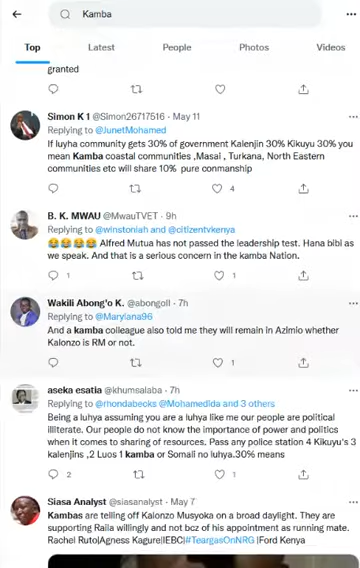 Kamba
Top Latest People Photos Videos
granted
Simon K 1 @Simon26717516 · May 11
Replying to @JunetMohamed
If luyha community gets 30% of government Kalenjin 30% Kikuyu 30% you
mean Kamba coastal communities ,Masai , Turkana, North Eastern
communities etc will share 10% pure conmanship
4
B. K. MWAU @MwauTVET · 9h
Replying to @winstoniah and @citizentvkenya
😂😂😂😂 Alfred Mutua has not passed the leadership test. Hana bibi as
we speak. And that is a serious concern in the kamba Nation.
1 1
Wakili Abong'o K. @abongoll · 7h
Replying to @Marylana96
And a kamba colleague also told me they will remain in Azimio whether
Kalonzo is RM or not.
1
aseka esatia @khumsalaba · 7h
Replying to @rhondabecks @Mohamedida and 3 others
Being a luhya assuming you are a luhya like me our people are political
illiterate. Our people do not know the importance of power and politics
when it comes to sharing of resources. Pass any police station 4 Kikuyu's 3
kalenjins ,2 Luos 1 kamba or Somali no luhya.30% means
2 1
Siasa Analyst @siasanalyst · May 7
Kambas are telling off Kalonzo Musyoka on a broad daylight. They are
supporting Raila willingly and not bcz of his appointment as running mate.
Rachel Ruto|Agness Kagure|IEBC|#TeargasOnNRG |Ford Kenya